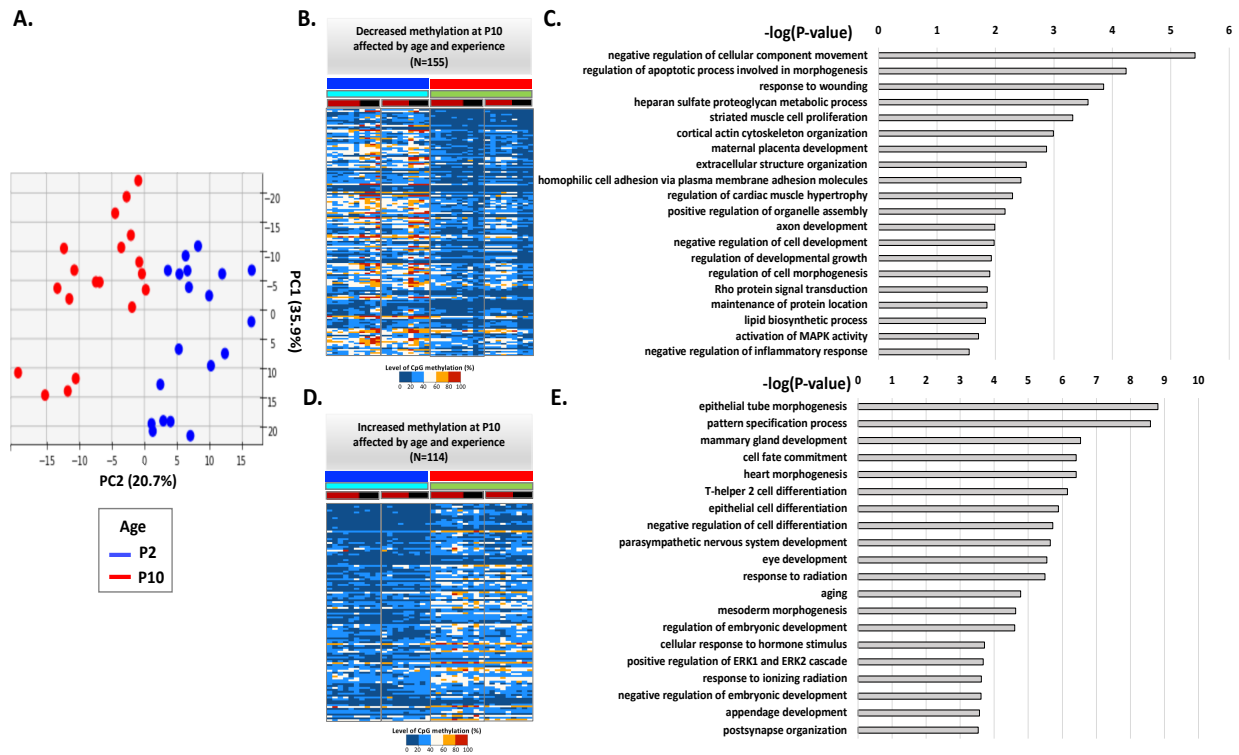 A.
−20
−15
−10
−5
0
5
10
15
20
PC1 (35.9%)
−15
−10
−5
0
5
10
15
PC2 (20.7%)
Age
P2
P10
B.
Decreased methylation at P10
affected by age and experience
(N=155)
Level of CpG methylation (%)
0 20 40 60 80 100
C.
-log(P-value)
0 1 2 3 4 5 6
negative regulation of cellular component movement
regulation of apoptotic process involved in morphogenesis
response to wounding
heparan sulfate proteoglycan metabolic process
striated muscle cell proliferation
cortical actin cytoskeleton organization
maternal placenta development
extracellular structure organization
homophilic cell adhesion via plasma membrane adhesion molecules
regulation of cardiac muscle hypertrophy
positive regulation of organelle assembly
axon development
negative regulation of cell development
regulation of developmental growth
regulation of cell morphogenesis
Rho protein signal transduction
maintenance of protein location
lipid biosynthetic process
activation of MAPK activity
negative regulation of inflammatory response
D.
Increased methylation at P10
affected by age and experience
(N=114)
Level of CpG methylation (%)
0 20 40 60 80 100
E.
-log(P-value)
0 1 2 3 4 5 6 7 8 9 10
epithelial tube morphogenesis
pattern specification process
mammary gland development
cell fate commitment
heart morphogenesis
T-helper 2 cell differentiation
epithelial cell differentiation
negative regulation of cell differentiation
parasympathetic nervous system development
eye development
response to radiation
aging
mesoderm morphogenesis
regulation of embryonic development
cellular response to hormone stimulus
positive regulation of ERK1 and ERK2 cascade
response to ionizing radiation
negative regulation of embryonic development
appendage development
postsynapse organization